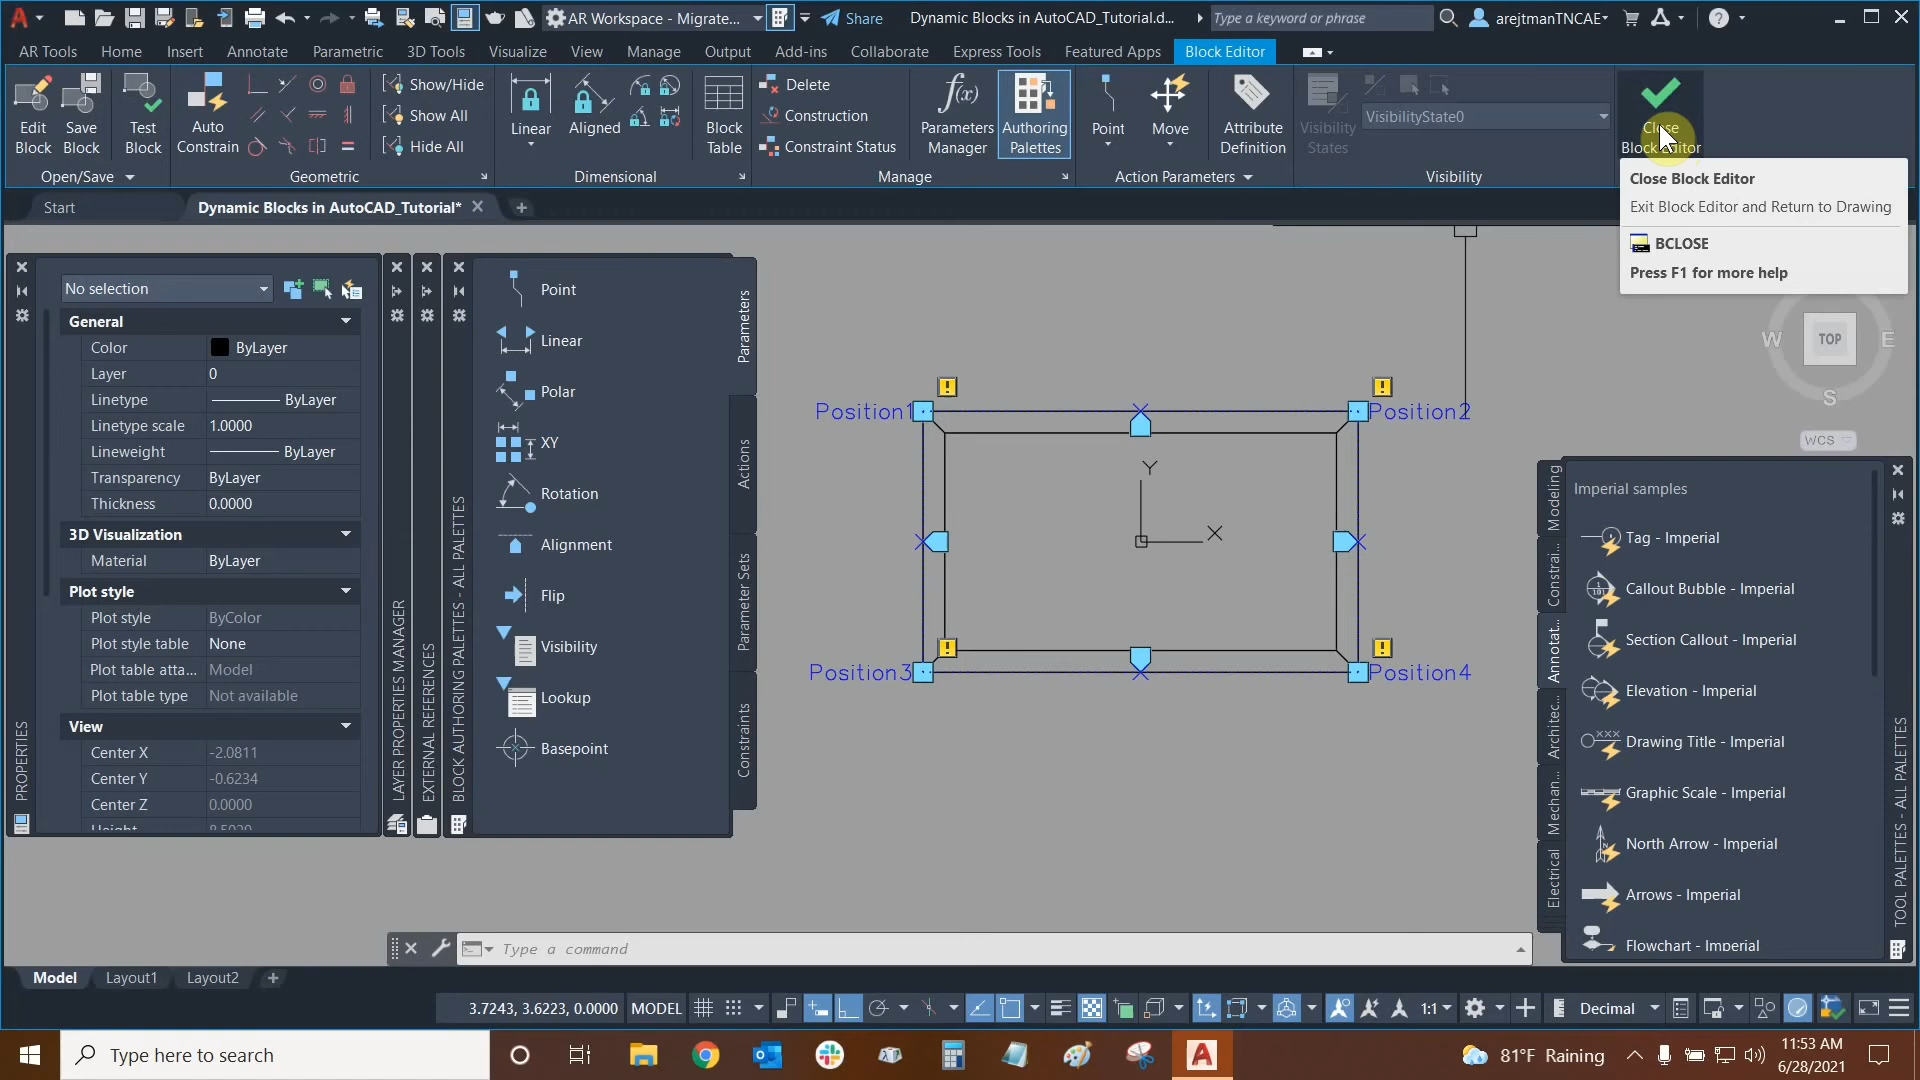 AR Workspace - Migrate...
Share
Dynamic Blocks in AutoCAD_Tutorial.d...
Type a keyword or phrase
arejtmanTNCAE
AR Tools
Home
Insert
Annotate
Parametric
3D Tools
Visualize
View
Manage
Output
Add-ins
Collaborate
Express Tools
Featured Apps
Block Editor
Edit
Block
Save
Block
Test
Block
Auto
Constrain
Show/Hide
Show All
Hide All
Linear
Aligned
Block
Table
Delete
Construction
Constraint Status
f(x)
Parameters
Manager
Authoring
Palettes
Point
Move
Attribute
Definition
Visibility
States
VisibilityState0
Close
Block Editor
Open/Save
Geometric
Dimensional
Manage
Action Parameters
Visibility
Close Block Editor
Exit Block Editor and Return to Drawing
BCLOSE
Press F1 for more help
Start
Dynamic Blocks in AutoCAD_Tutorial*
No selection
General
Color ByLayer
Layer 0
Linetype ByLayer
Linetype scale 1.0000
Lineweight ByLayer
Transparency ByLayer
Thickness 0.0000
3D Visualization
Material ByLayer
Plot style
Plot style ByColor
Plot style table None
Plot table atta... Model
Plot table type Not available
View
Center X -2.0811
Center Y -0.6234
Center Z 0.0000
Height 8.5029
PROPERTIES
LAYER PROPERTIES MANAGER
EXTERNAL REFERENCES
BLOCK AUTHORING PALETTES - ALL PALETTES
Point
Linear
Polar
XY
Rotation
Alignment
Flip
Visibility
Lookup
Basepoint
Parameters
Actions
Parameter Sets
Constraints
Position1
Position2
Position3
Position4
Y
X
TOP
W
E
S
WCS
Modeling
Constrai...
Annotat...
Architec...
Mechan...
Electrical
Imperial samples
Tag - Imperial
Callout Bubble - Imperial
Section Callout - Imperial
Elevation - Imperial
Drawing Title - Imperial
Graphic Scale - Imperial
North Arrow - Imperial
Arrows - Imperial
Flowchart - Imperial
TOOL PALETTES - ALL PALETTES
Type a command
Model
Layout1
Layout2
3.7243, 3.6223, 0.0000
MODEL
1:1
Decimal
Type here to search
81°F Raining
11:53 AM
6/28/2021